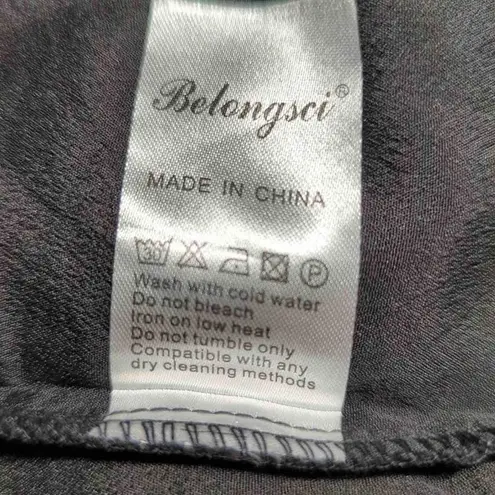 Belongsci®
MADE IN CHINA
30 P
Wash with cold water
Do not bleach
Iron on low heat
Do not tumble only
Compatible with any
dry cleaning methods